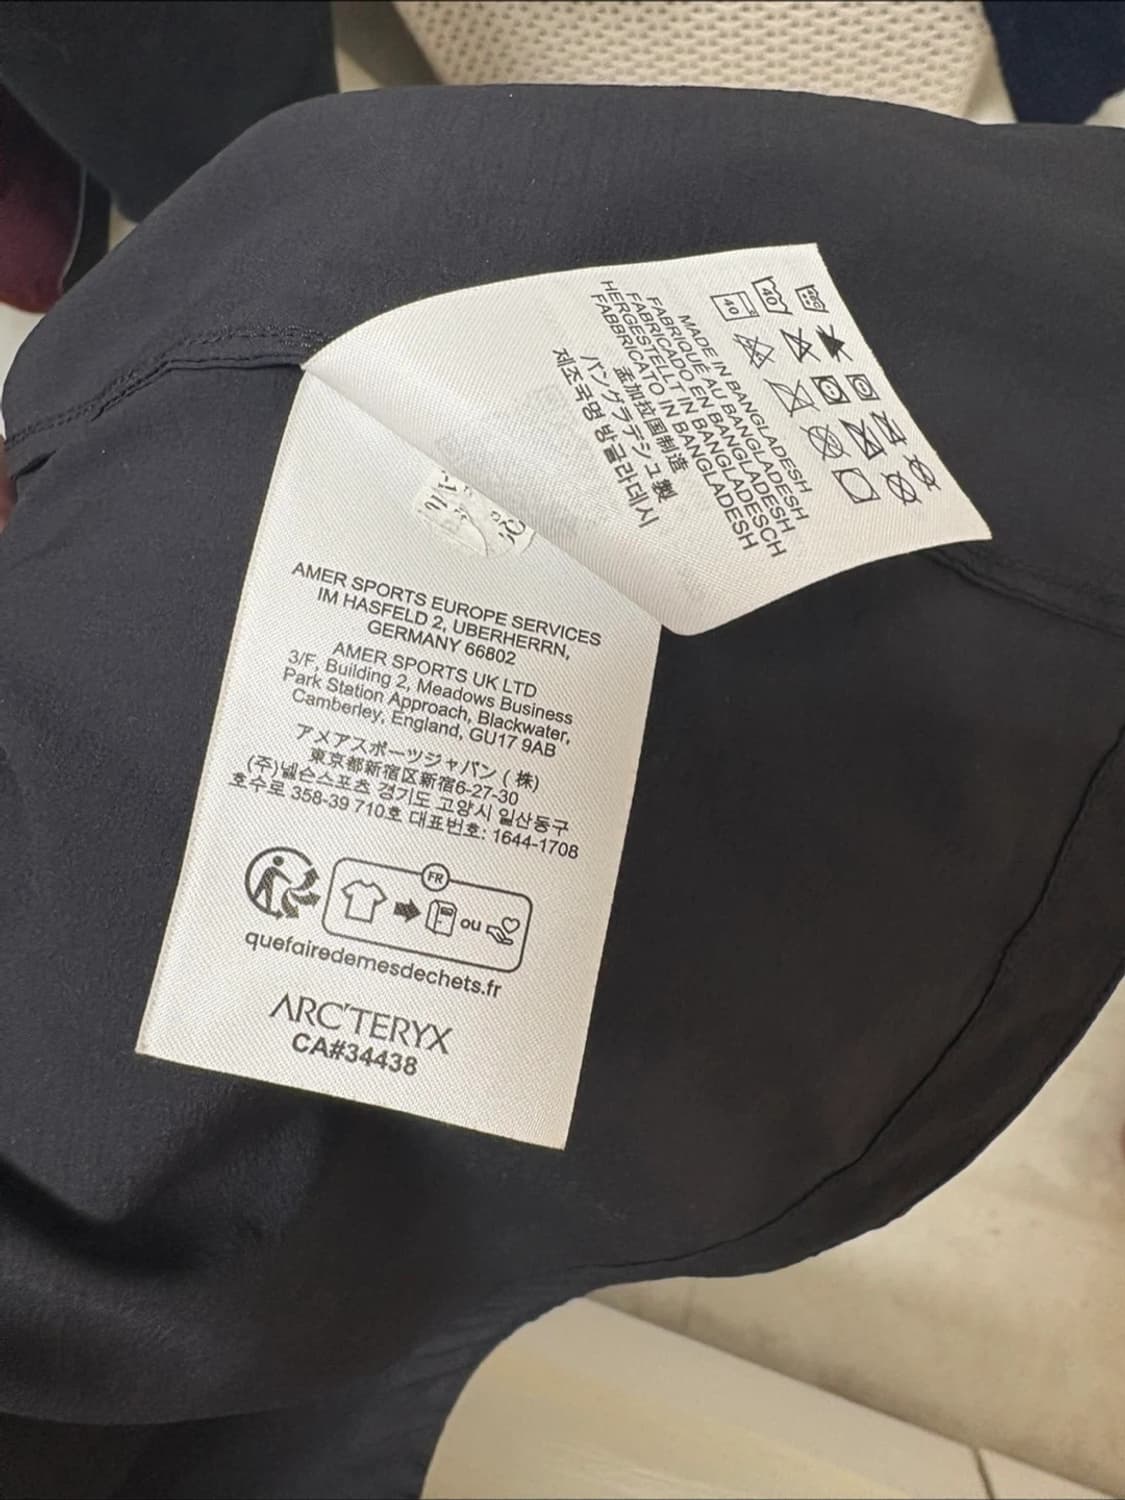 MADE IN BANGLADESH
FABRIQUÉ AU BANGLADESH
FABRICADO EN BANGLADESH
HERGESTELLT IN BANGLADESCH
FABBRICATO IN BANGLADESH
孟加拉国制造
バングラデシュ製
제조국명 방글라데시
40
40
AMER SPORTS EUROPE SERVICES
IM HASFELD 2, UBERHERRN,
GERMANY 66802
AMER SPORTS UK LTD
3/F, Building 2, Meadows Business
Park Station Approach, Blackwater,
Camberley, England, GU17 9AB
アメアスポーツジャパン (株)
東京都新宿区新宿6-27-30
(주)넬슨스포츠 경기도 고양시 일산동구
호수로 358-39 710호 대표번호: 1644-1708
FR
ou
quefairedemesdechets.fr
ARC'TERYX
CA#34438